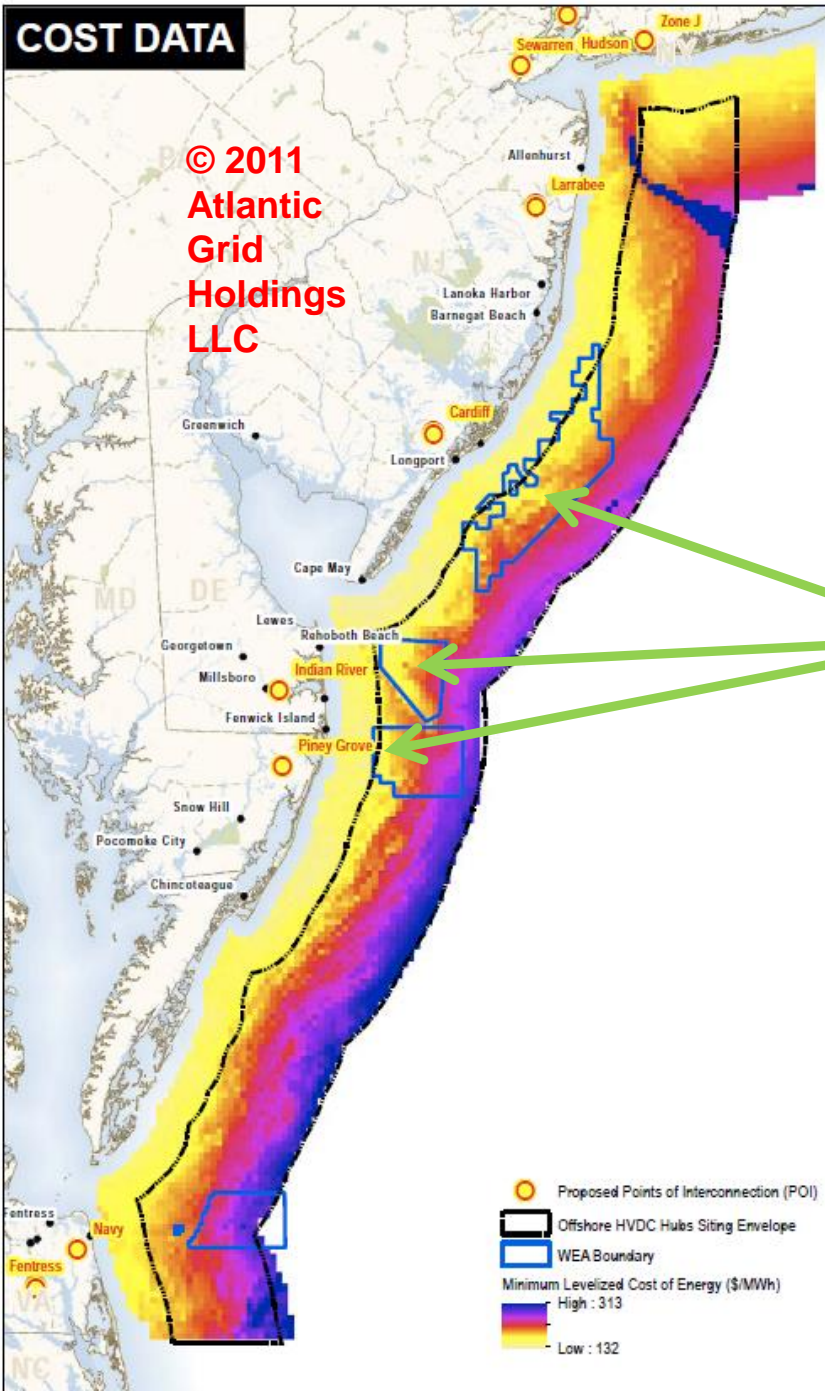 COST DATA
Zone J
Sewarren
Hudson
NY
© 2011
Atlantic
Grid
Holdings
LLC
PA
Allenhurst
Larrabee
NJ
Lanoka Harbor
Barnegat Beach
Greenwich
Cardiff
Longport
Cape May
MD
DE
Lewes
Rehoboth Beach
Georgetown
Indian River
Millsboro
Fenwick Island
Piney Grove
Snow Hill
Pocomoke City
Chincoteague
Fentress
Navy
Fentress
VA
NC
Proposed Points of Interconnection (POI)
Offshore HVDC Hubs Siting Envelope
WEA Boundary
Minimum Levelized Cost of Energy ($/MWh)
High : 313
Low : 132